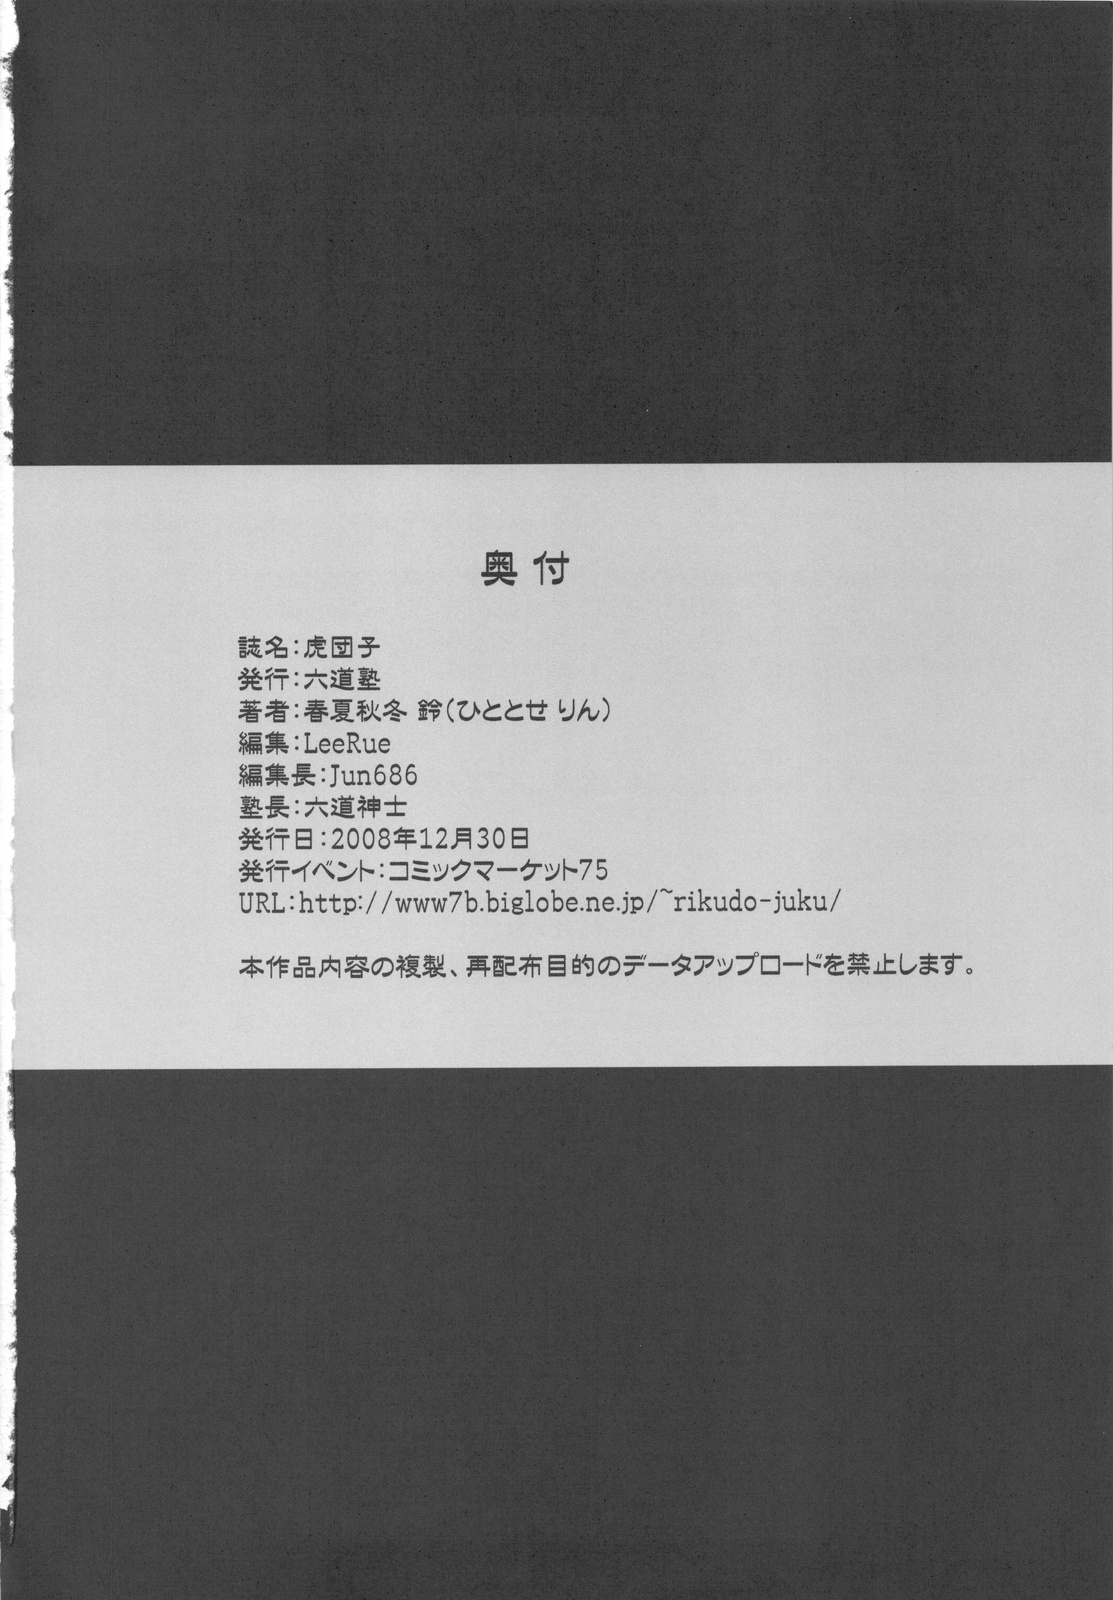 奥付
誌名：虎団子
発行：六道塾
著者：春夏秋冬 鈴（ひととせ りん）
編集：LeeRue
編集長：Jun686
塾長：六道神士
発行日：2008年12月30日
発行イベント：コミックマーケット75
URL：http://www7b.biglobe.ne.jp/~rikudo-juku/
本作品内容の複製、再配布目的のデータアップロードを禁止します。